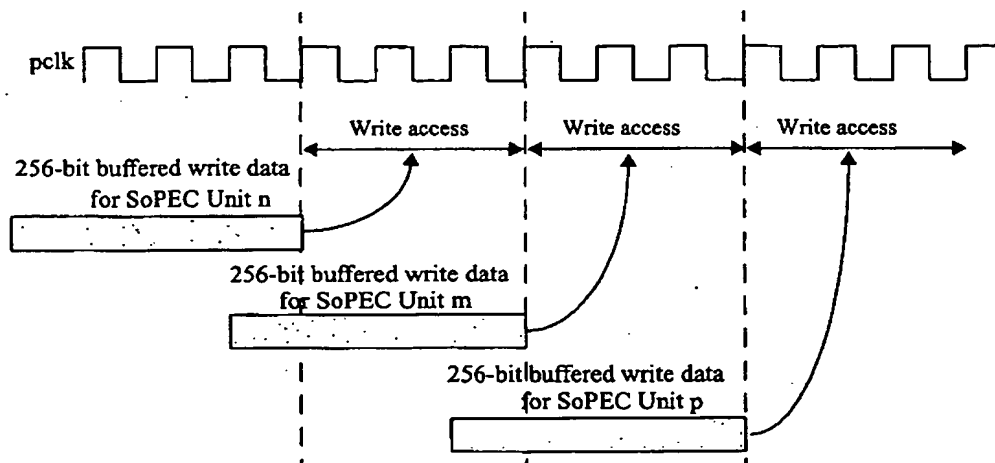 pclk
Write access
Write access
Write access
256-bit buffered write data
for SoPEC Unit n
256-bit buffered write data
for SoPEC Unit m
256-bit buffered write data
for SoPEC Unit p